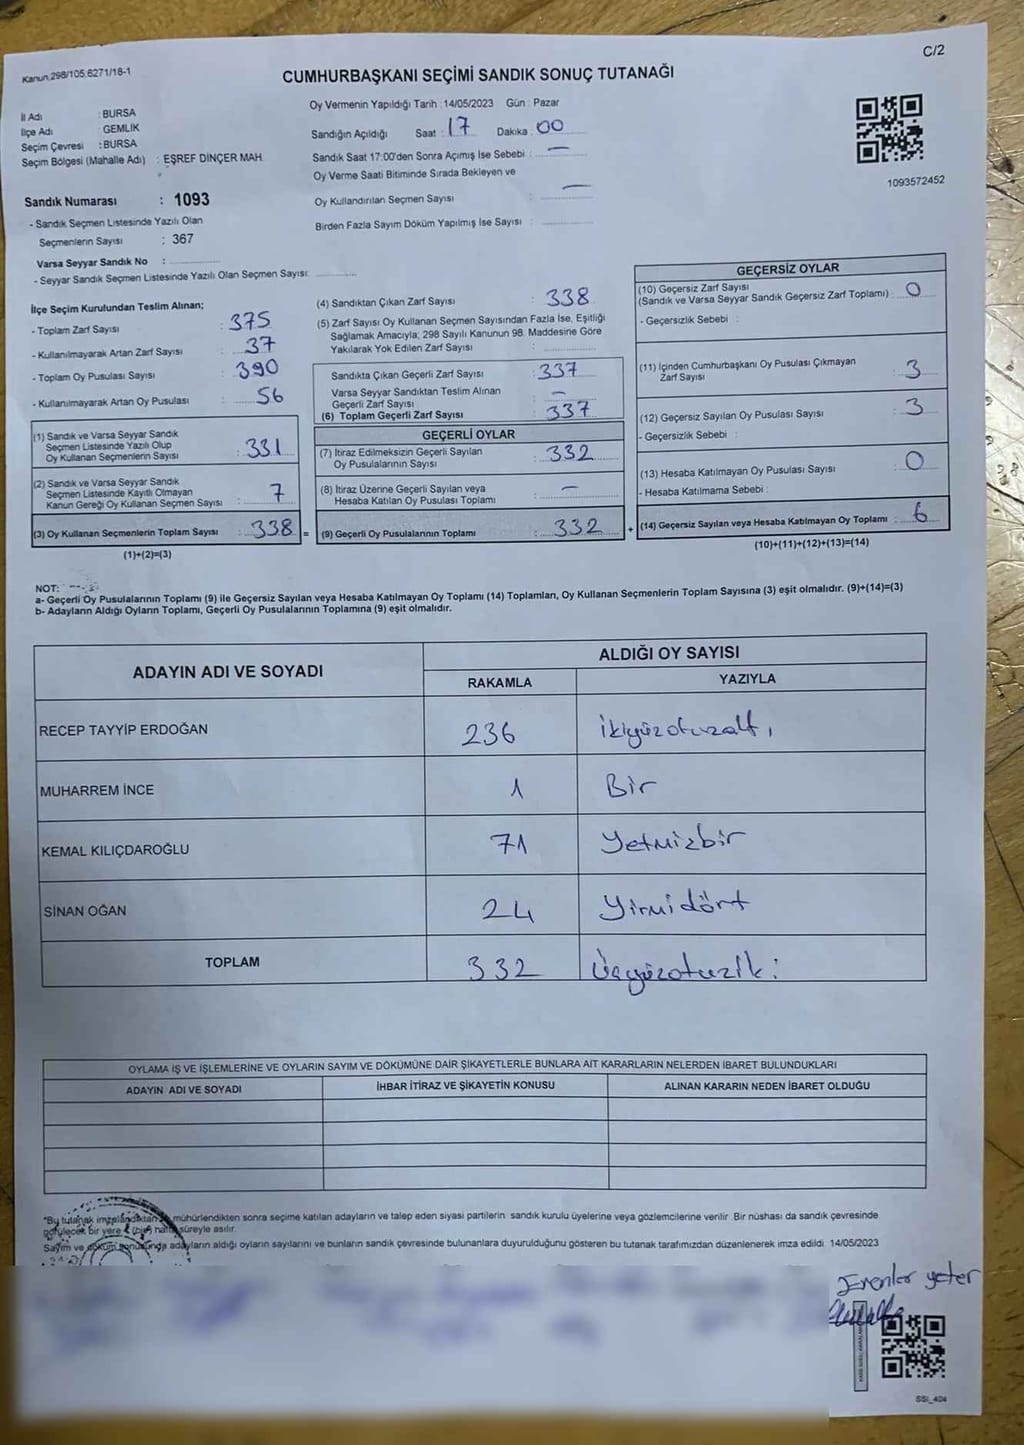 Kanun.298/105,6271/18-1
C/2
CUMHURBAŞKANI SEÇİMİ SANDIK SONUÇ TUTANAĞI
İl Adı : BURSA
İlçe Adı : GEMLİK
Seçim Çevresi : BURSA
Seçim Bölgesi (Mahalle Adı) : EŞREF DİNÇER MAH.
Oy Vermenin Yapıldığı Tarih : 14/05/2023 Gün : Pazar
Sandığın Açıldığı Saat : 17 Dakika : 00
Sandık Saat 17:00'den Sonra Açımış İse Sebebi : —
Oy Verme Saati Bitiminde Sırada Bekleyen ve
Oy Kullandırılan Seçmen Sayısı : —
Birden Fazla Sayım Döküm Yapılmış İse Sayısı :
1093572452
Sandık Numarası : 1093
- Sandık Seçmen Listesinde Yazılı Olan
Seçmenlerin Sayısı : 367
Varsa Seyyar Sandık No :
- Seyyar Sandık Seçmen Listesinde Yazılı Olan Seçmen Sayısı:
İlçe Seçim Kurulundan Teslim Alınan;
- Toplam Zarf Sayısı : 375
- Kullanılmayarak Artan Zarf Sayısı : 37
- Toplam Oy Pusulası Sayısı : 390
- Kullanılmayarak Artan Oy Pusulası : 56
(1) Sandık ve Varsa Seyyar Sandık
Seçmen Listesinde Yazılı Olup
Oy Kullanan Seçmenlerin Sayısı : 331
(2) Sandık ve Varsa Seyyar Sandık
Seçmen Listesinde Kayıtlı Olmayan
Kanun Gereği Oy Kullanan Seçmen Sayısı : 7
(3) Oy Kullanan Seçmenlerin Toplam Sayısı : 338 =
(1)+(2)=(3)
(4) Sandıktan Çıkan Zarf Sayısı : 338
(5) Zarf Sayısı Oy Kullanan Seçmen Sayısından Fazla İse, Eşitliği
Sağlamak Amacıyla; 298 Sayılı Kanunun 98. Maddesine Göre
Yakılarak Yok Edilen Zarf Sayısı :
Sandıkta Çıkan Geçerli Zarf Sayısı : 337
Varsa Seyyar Sandıktan Teslim Alınan
Geçerli Zarf Sayısı : —
(6) Toplam Geçerli Zarf Sayısı : 337
GEÇERLİ OYLAR
(7) İtiraz Edilmeksizin Geçerli Sayılan
Oy Pusulalarının Sayısı : 332
(8) İtiraz Üzerine Geçerli Sayılan veya
Hesaba Katılan Oy Pusulası Toplamı : —
(9) Geçerli Oy Pusulalarının Toplamı : 332 +
GEÇERSİZ OYLAR
(10) Geçersiz Zarf Sayısı
(Sandık ve Varsa Seyyar Sandık Geçersiz Zarf Toplamı) : 0
- Geçersizlik Sebebi :
(11) İçinden Cumhurbaşkanı Oy Pusulası Çıkmayan
Zarf Sayısı : 3
(12) Geçersiz Sayılan Oy Pusulası Sayısı : 3
- Geçersizlik Sebebi :
(13) Hesaba Katılmayan Oy Pusulası Sayısı : 0
- Hesaba Katılmama Sebebi :
(14) Geçersiz Sayılan veya Hesaba Katılmayan Oy Toplamı : 6
(10)+(11)+(12)+(13)=(14)
NOT:
a- Geçerli Oy Pusulalarının Toplamı (9) ile Geçersiz Sayılan veya Hesaba Katılmayan Oy Toplamı (14) Toplamları, Oy Kullanan Seçmenlerin Toplam Sayısına (3) eşit olmalıdır. (9)+(14)=(3)
b- Adayların Aldığı Oyların Toplamı, Geçerli Oy Pusulalarının Toplamına (9) eşit olmalıdır.
ADAYIN ADI VE SOYADI ALDIĞI OY SAYISI
RAKAMLA YAZIYLA
RECEP TAYYİP ERDOĞAN 236 ikiyüzotuzaltı
MUHARREM İNCE 1 Bir
KEMAL KILIÇDAROĞLU 71 Yetmizbir
SİNAN OĞAN 24 Yirmidört
TOPLAM 332 Üçyüzotuziki
OYLAMA İŞ VE İŞLEMLERİNE VE OYLARIN SAYIM VE DÖKÜMÜNE DAİR ŞİKAYETLERLE BUNLARA AİT KARARLARIN NELERDEN İBARET BULUNDUKLARI
ADAYIN ADI VE SOYADI İHBAR İTİRAZ VE ŞİKAYETİN KONUSU ALINAN KARARIN NEDEN İBARET OLDUĞU
*Bu tutanak imzalandıktan ve mühürlendikten sonra seçime katılan adayların ve talep eden siyasi partilerin sandık kurulu üyelerine veya gözlemcilerine verilir. Bir nüshası da sandık çevresinde
görülecek bir yere 1 (bir) hafta süreyle asılır.
Sayım ve döküm sonucunda adayların aldığı oyların sayılarını ve bunların sandık çevresinde bulunanlara duyurulduğunu gösteren bu tutanak tarafımızdan düzenlenerek imza edildi. 14/05/2023
Erenler yeter
SSI_404